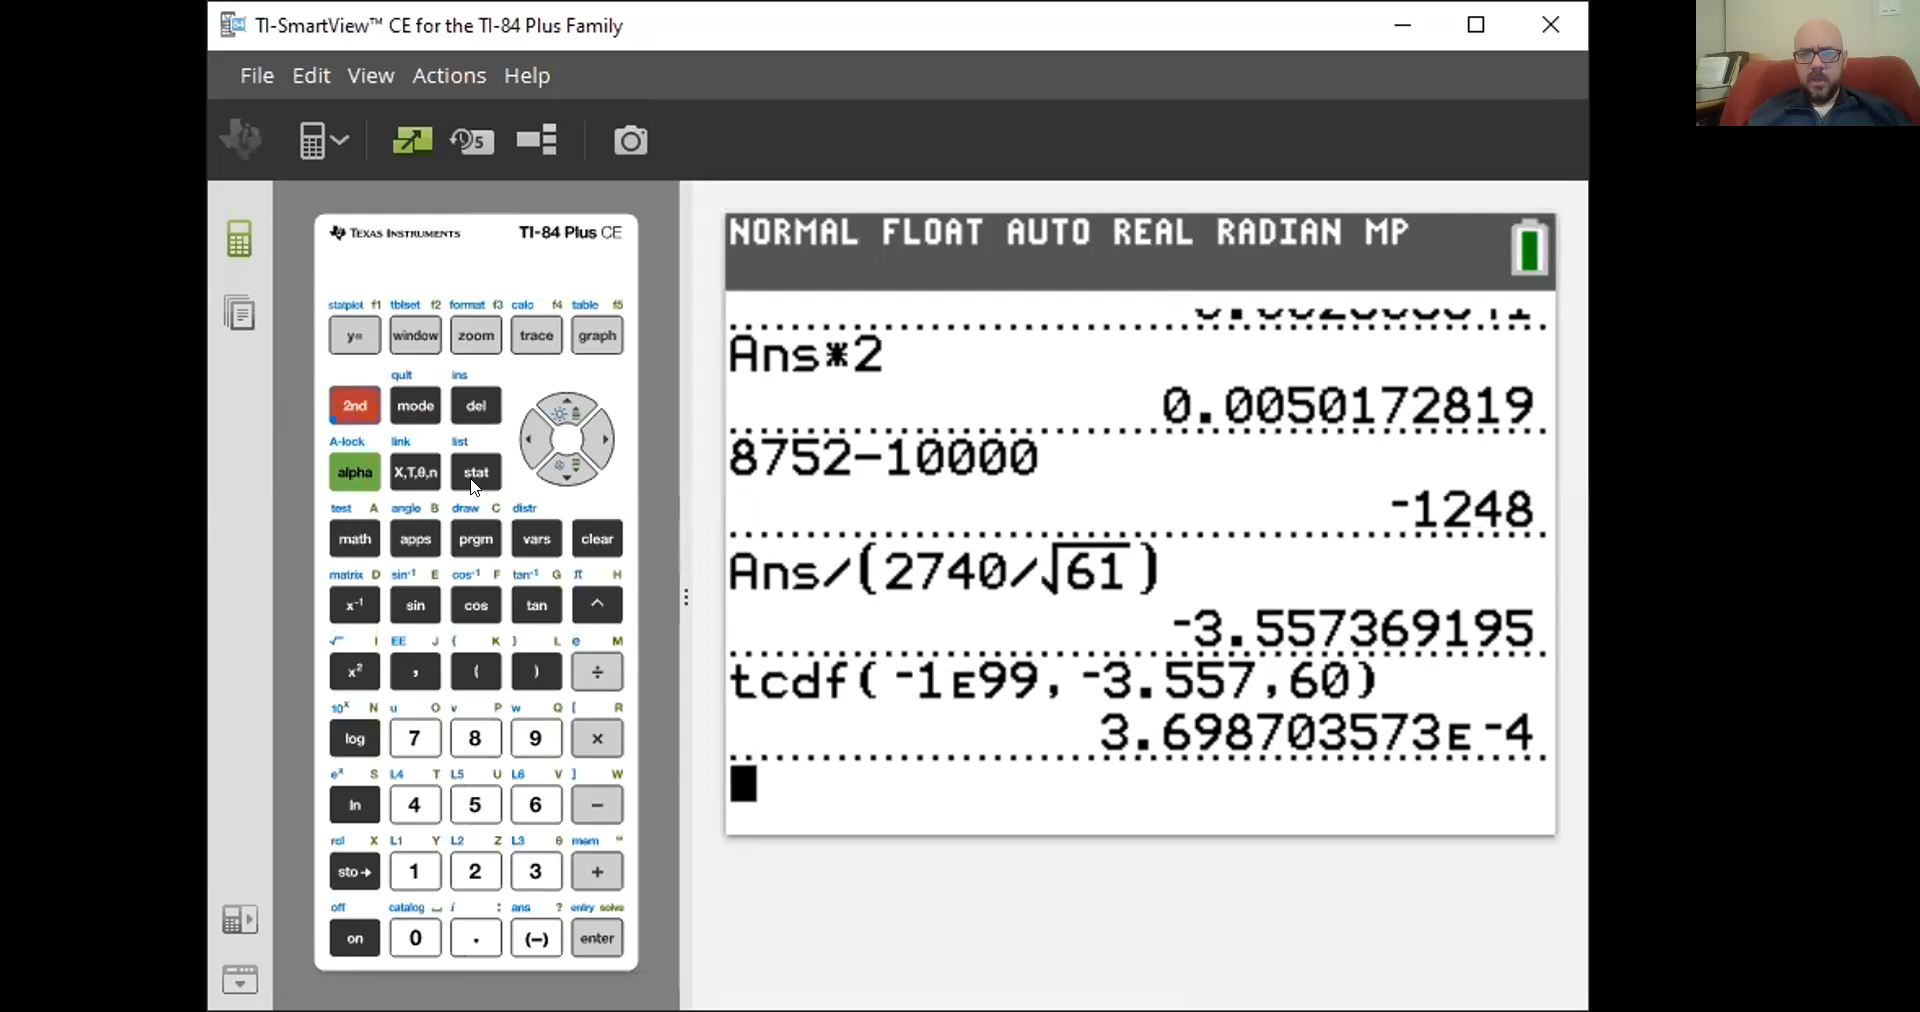 TI-SmartView™ CE for the TI-84 Plus Family
File Edit View Actions Help
TEXAS INSTRUMENTS TI-84 Plus CE
statplot f1 tblset f2 format f3 calc f4 table f5
y= window zoom trace graph
quit ins
2nd mode del
A-lock link list
alpha X,T,θ,n stat
test A angle B draw C distr
math apps prgm vars clear
matrix D sin⁻¹ E cos⁻¹ F tan⁻¹ G π H
x⁻¹ sin cos tan ^
√ I EE J { K } L e M
x² , ( ) ÷
10ˣ N u O v P w Q [ R
log 7 8 9 ×
eˣ S L4 T L5 U L6 V ] W
ln 4 5 6 −
rcl X L1 Y L2 Z L3 θ mem "
sto→ 1 2 3 +
off catalog ⎵ i : ans ? entry solve
on 0 . (−) enter
NORMAL FLOAT AUTO REAL RADIAN MP
Ans*2
0.0050172819
8752-10000
-1248
Ans/(2740/√61)
-3.557369195
tcdf(-1E99,-3.557,60)
3.698703573E-4